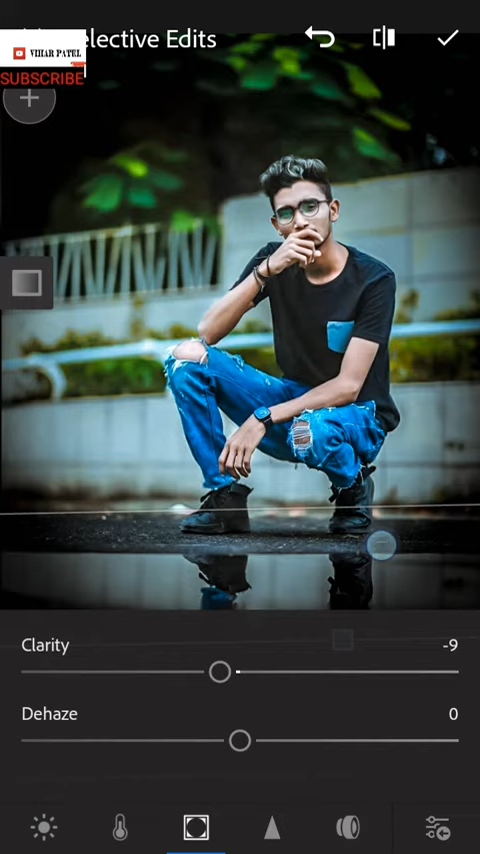 elective Edits
VIHAR PATEL
SUBSCRIBE
Clarity -9
Dehaze 0